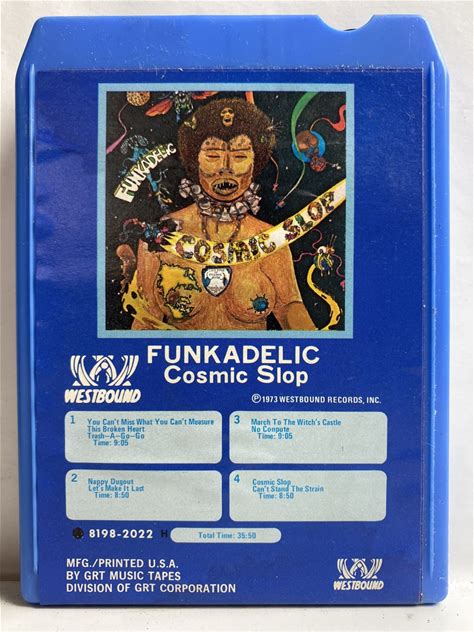 FUNKADELIC
COSMIC SLOP
WESTBOUND
FUNKADELIC
Cosmic Slop
℗1973 WESTBOUND RECORDS, INC.
1 You Can't Miss What You Can't Measure
This Broken Heart
Trash-A-Go-Go
Time: 9:05
3 March To The Witch's Castle
No Compute
Time: 9:05
2 Nappy Dugout
Let's Make It Last
Time: 8:50
4 Cosmic Slop
Can't Stand The Strain
Time: 8:50
8198-2022 H
Total Time: 35:50
MFG./PRINTED U.S.A.
BY GRT MUSIC TAPES
DIVISION OF GRT CORPORATION
WESTBOUND